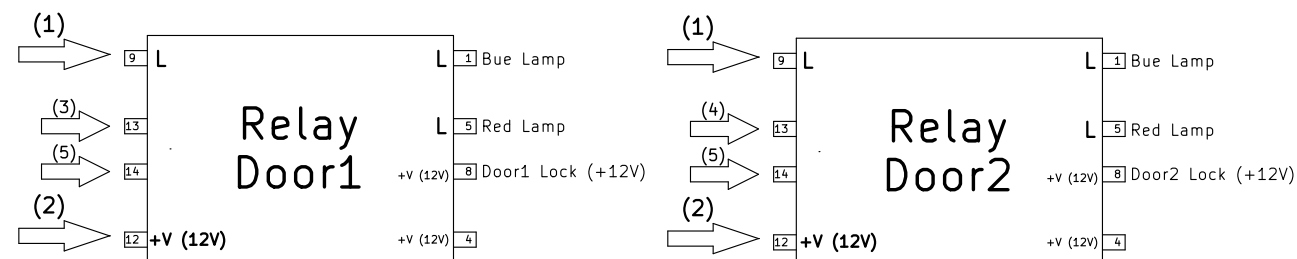 (1)
9 L
L 1 Bue Lamp
(3)
13
L 5 Red Lamp
(5)
14
Relay
Door1
+V (12V) 8 Door1 Lock (+12V)
(2)
12 +V (12V)
+V (12V) 4
(1)
9 L
L 1 Bue Lamp
(4)
13
L 5 Red Lamp
(5)
14
Relay
Door2
+V (12V) 8 Door2 Lock (+12V)
(2)
12 +V (12V)
+V (12V) 4